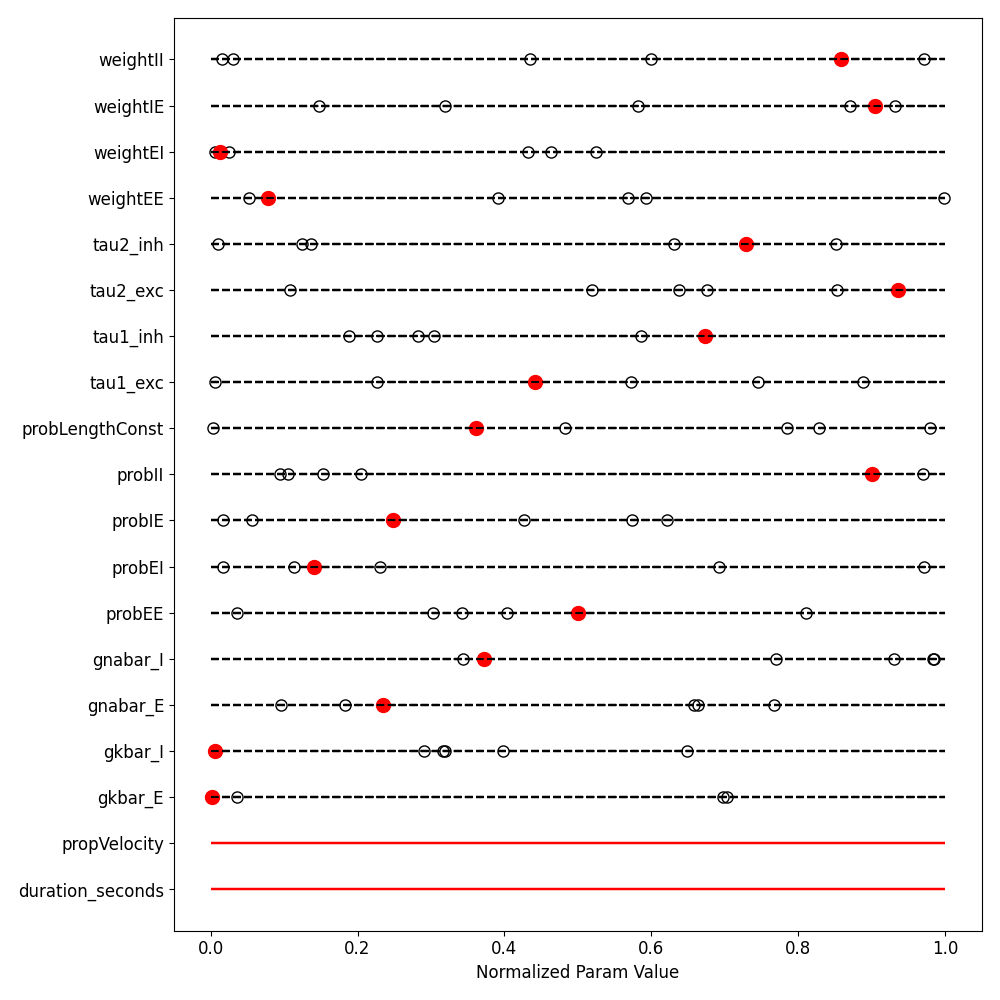 weightII
weightIE
weightEI
weightEE
tau2_inh
tau2_exc
tau1_inh
tau1_exc
probLengthConst
probII
probIE
probEI
probEE
gnabar_I
gnabar_E
gkbar_I
gkbar_E
propVelocity
duration_seconds
0.0 0.2 0.4 0.6 0.8 1.0
Normalized Param Value